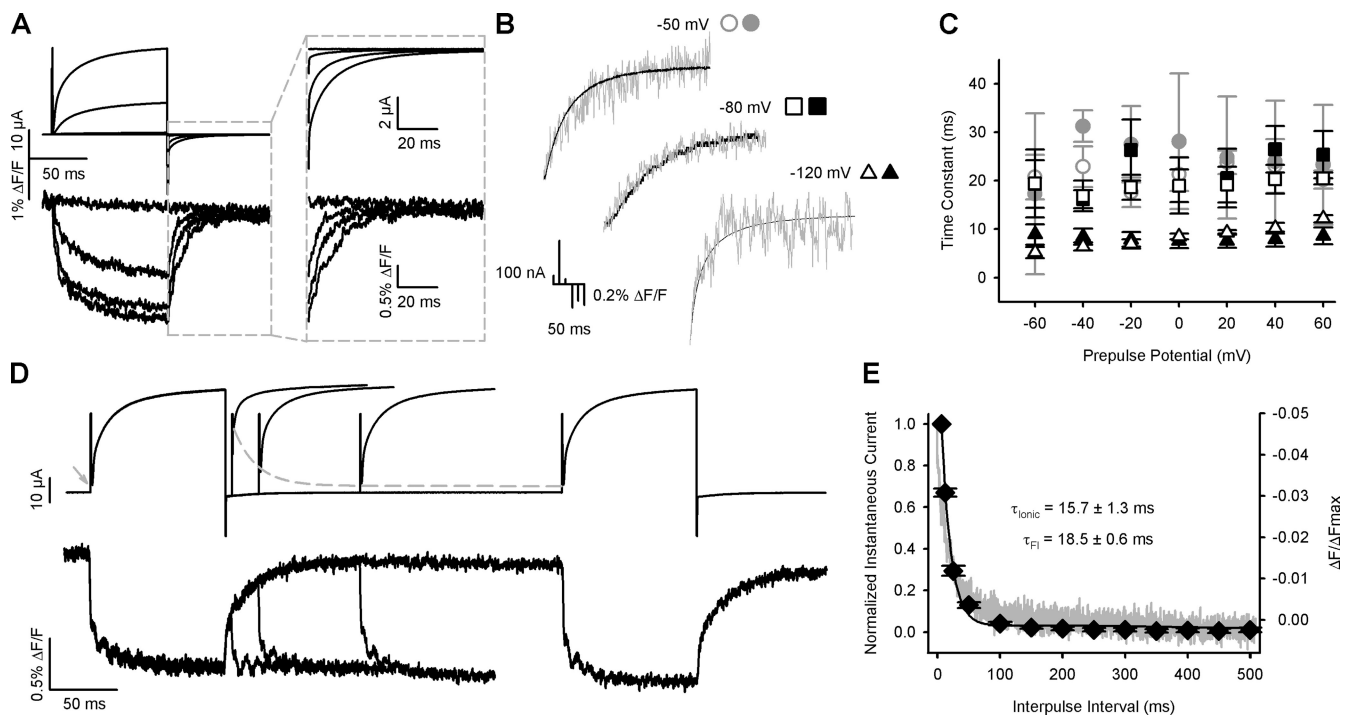 A
10 µA
1% ΔF/F
50 ms
2 µA
20 ms
0.5% ΔF/F
20 ms
B
-50 mV
-80 mV
-120 mV
100 nA
0.2% ΔF/F
50 ms
C
Time Constant (ms)
40
30
20
10
0
-60 -40 -20 0 20 40 60
Prepulse Potential (mV)
D
10 µA
0.5% ΔF/F
50 ms
E
Normalized Instantaneous Current
1.0
0.8
0.6
0.4
0.2
0.0
τIonic = 15.7 ± 1.3 ms
τFl = 18.5 ± 0.6 ms
-0.05
-0.04
-0.03
-0.02
-0.01
0.00
ΔF/ΔFmax
0 100 200 300 400 500
Interpulse Interval (ms)